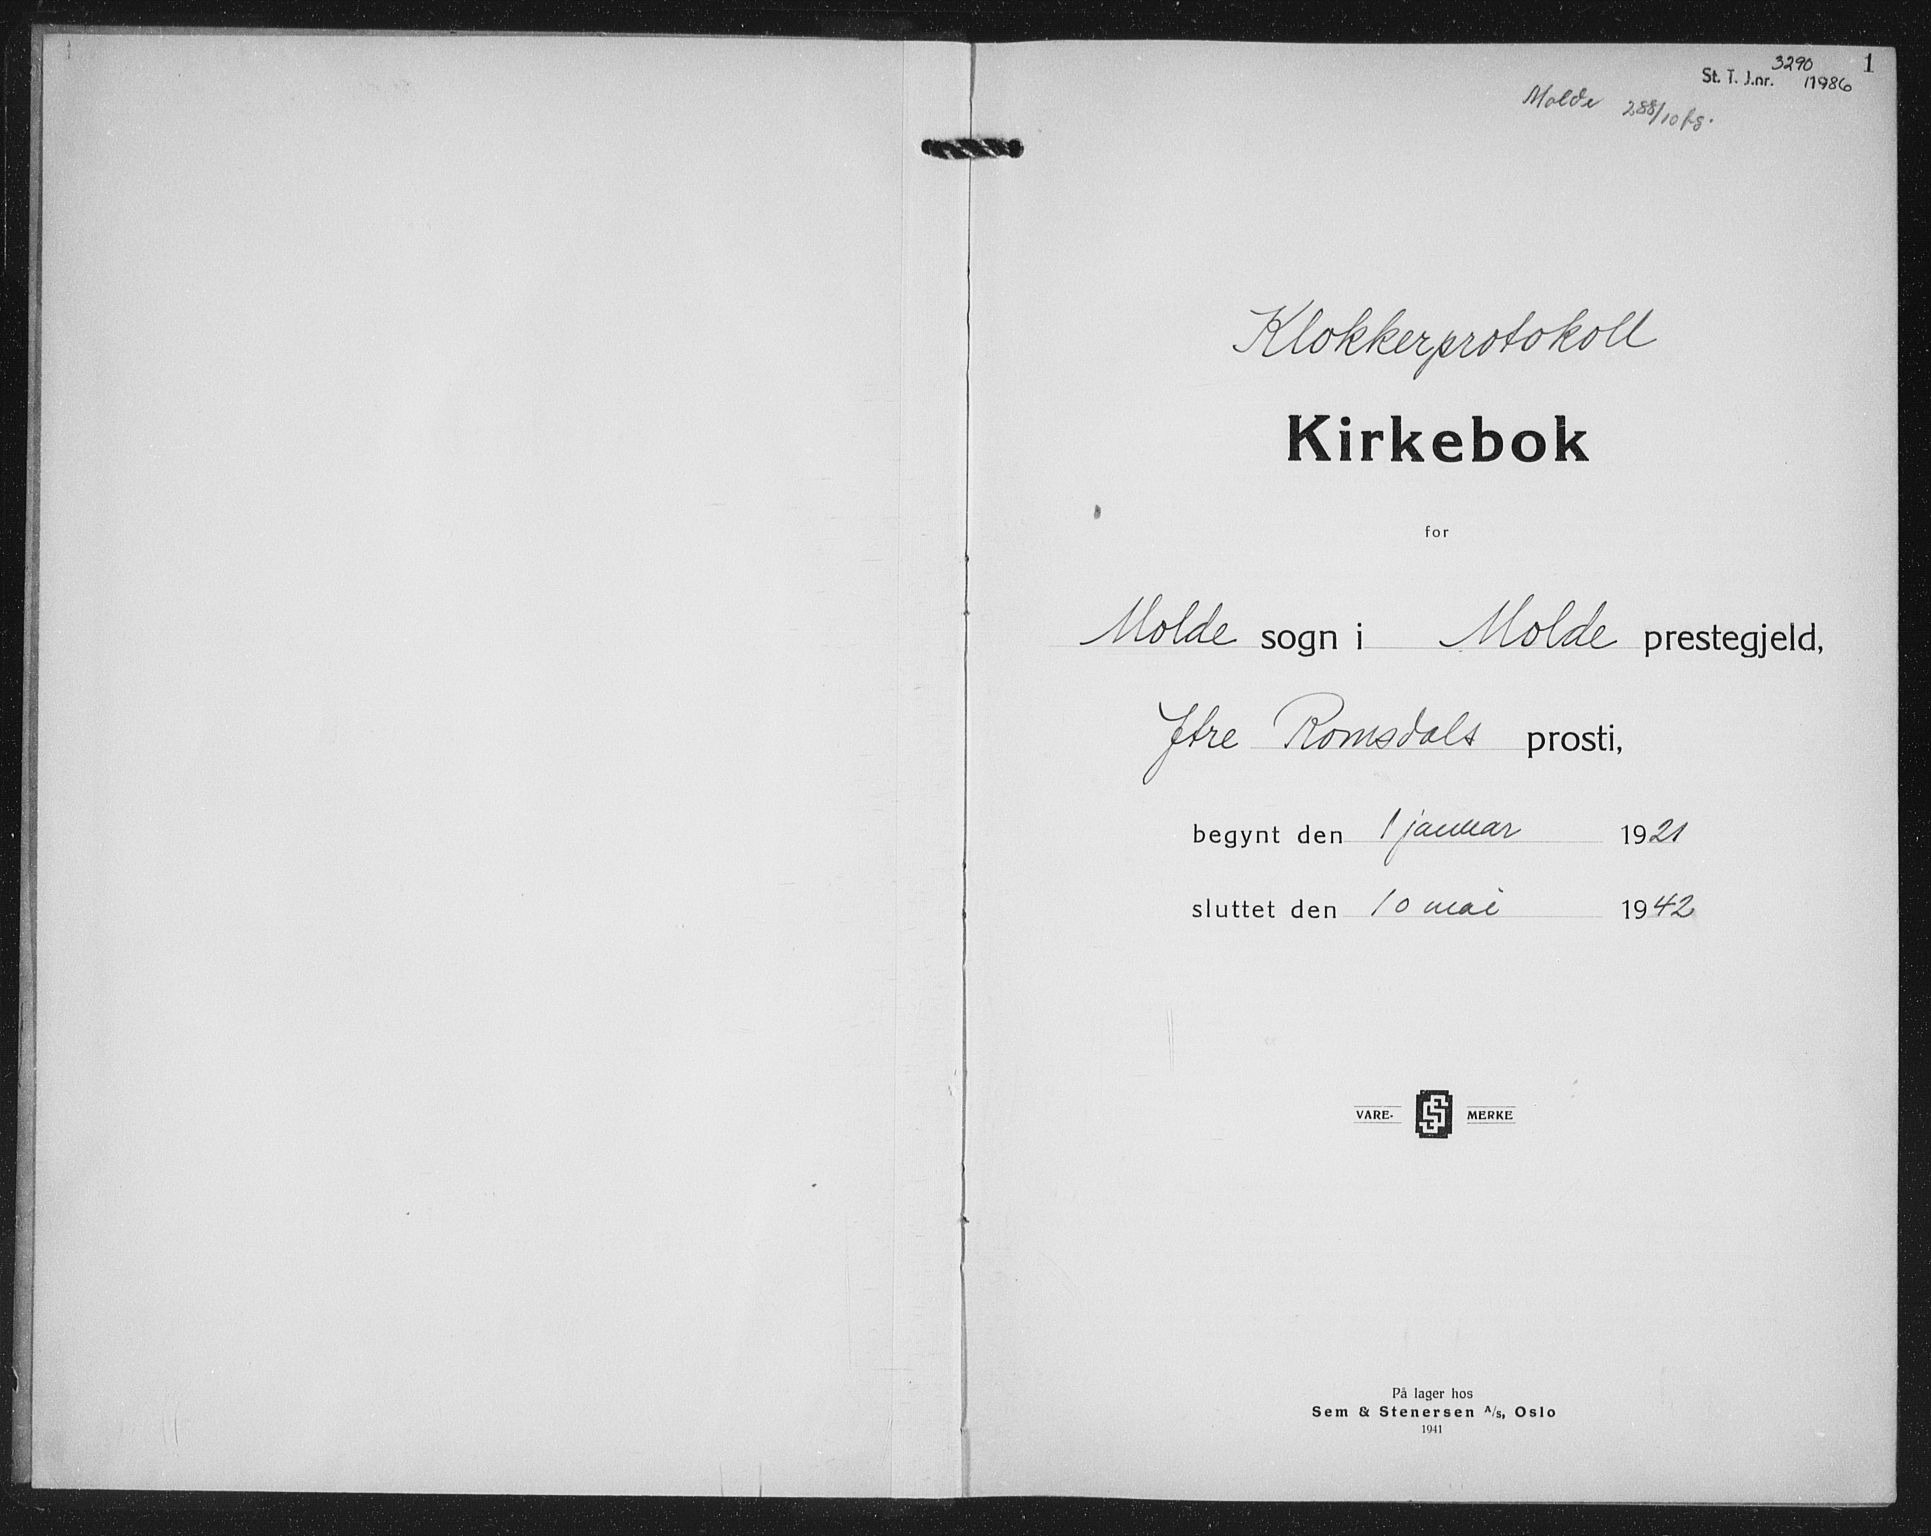 1
3290
St. T. J.nr. 11986
Molde 288/10 fg.
Klokkerprotokoll
Kirkebok
for
Molde sogn i Molde prestegjeld,
Ytre Romsdals prosti,
begynt den 1 januar 1921
sluttet den 10 mai 1942
VARE- MERKE
På lager hos
Sem & Stenersen A/s, Oslo
1941